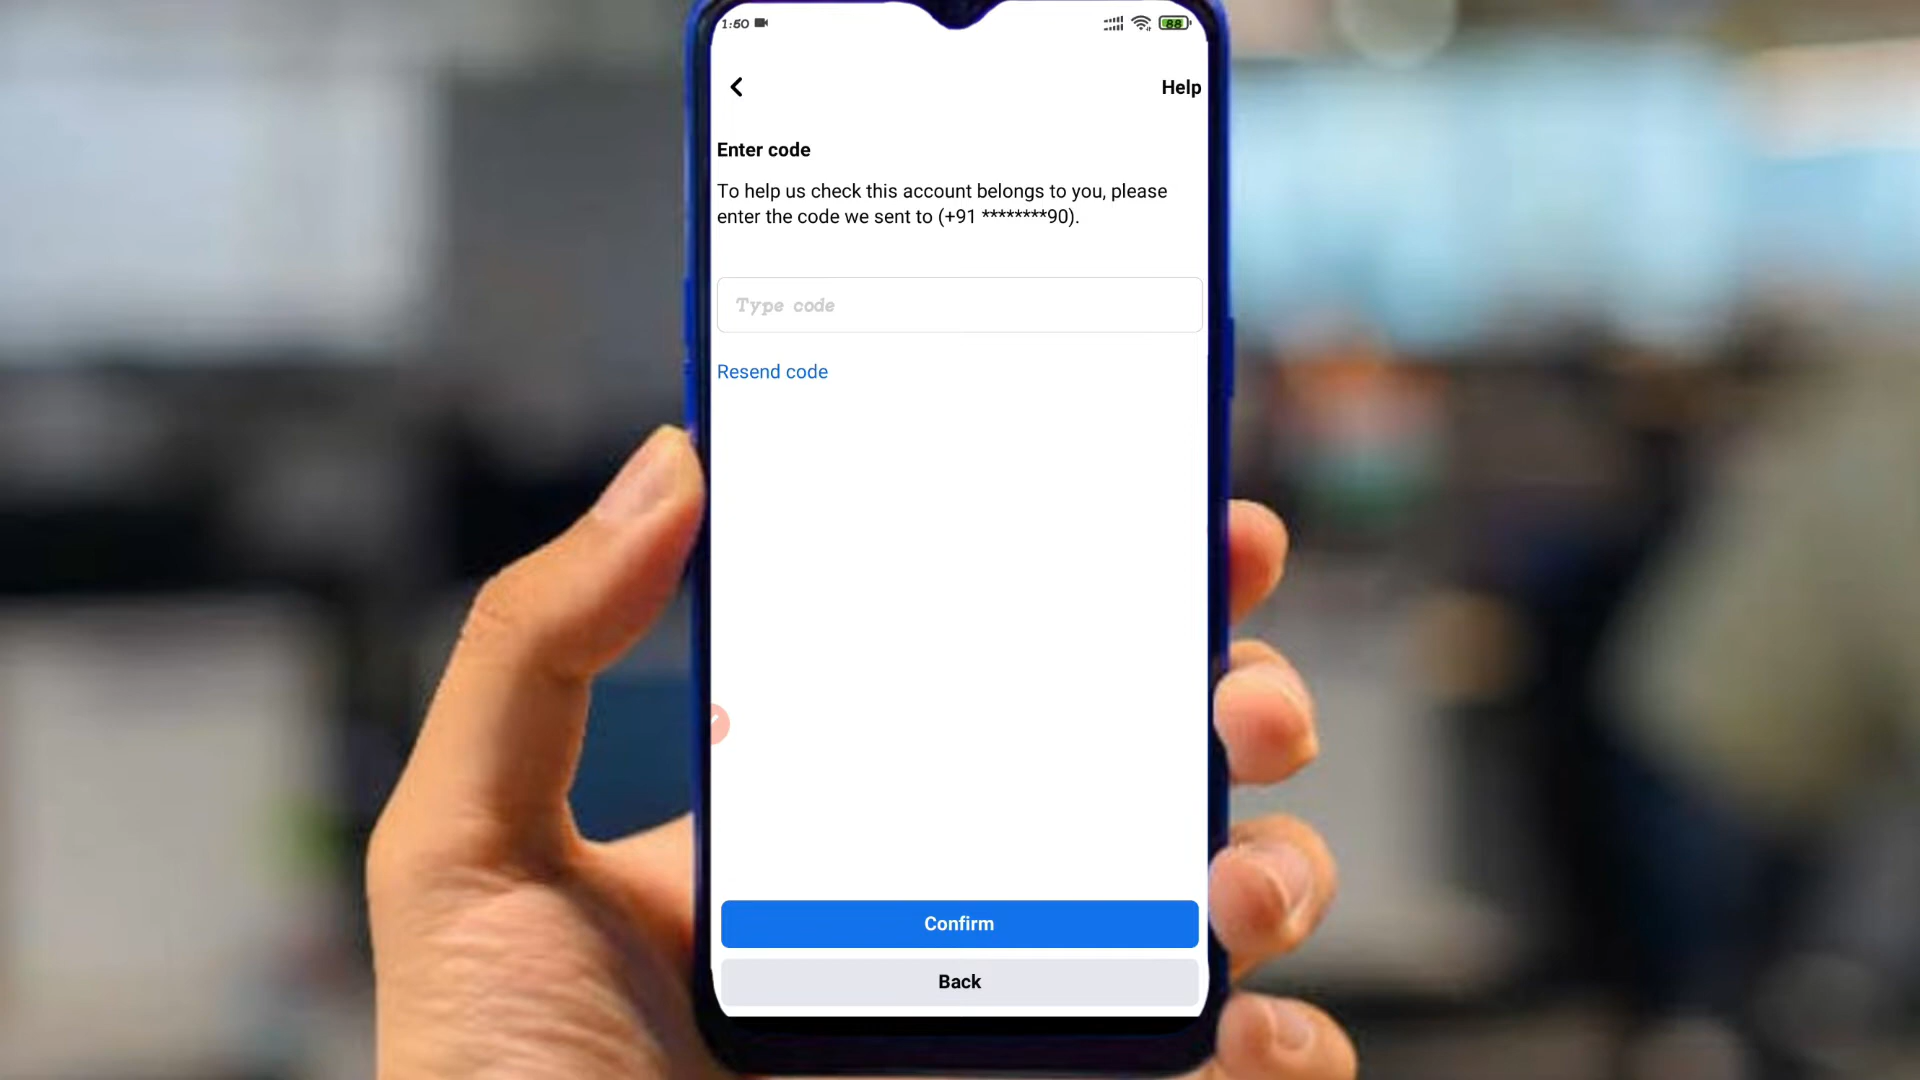 1:50
88
Help
Enter code
To help us check this account belongs to you, please
enter the code we sent to (+91 ********90).
Type code
Resend code
Confirm
Back